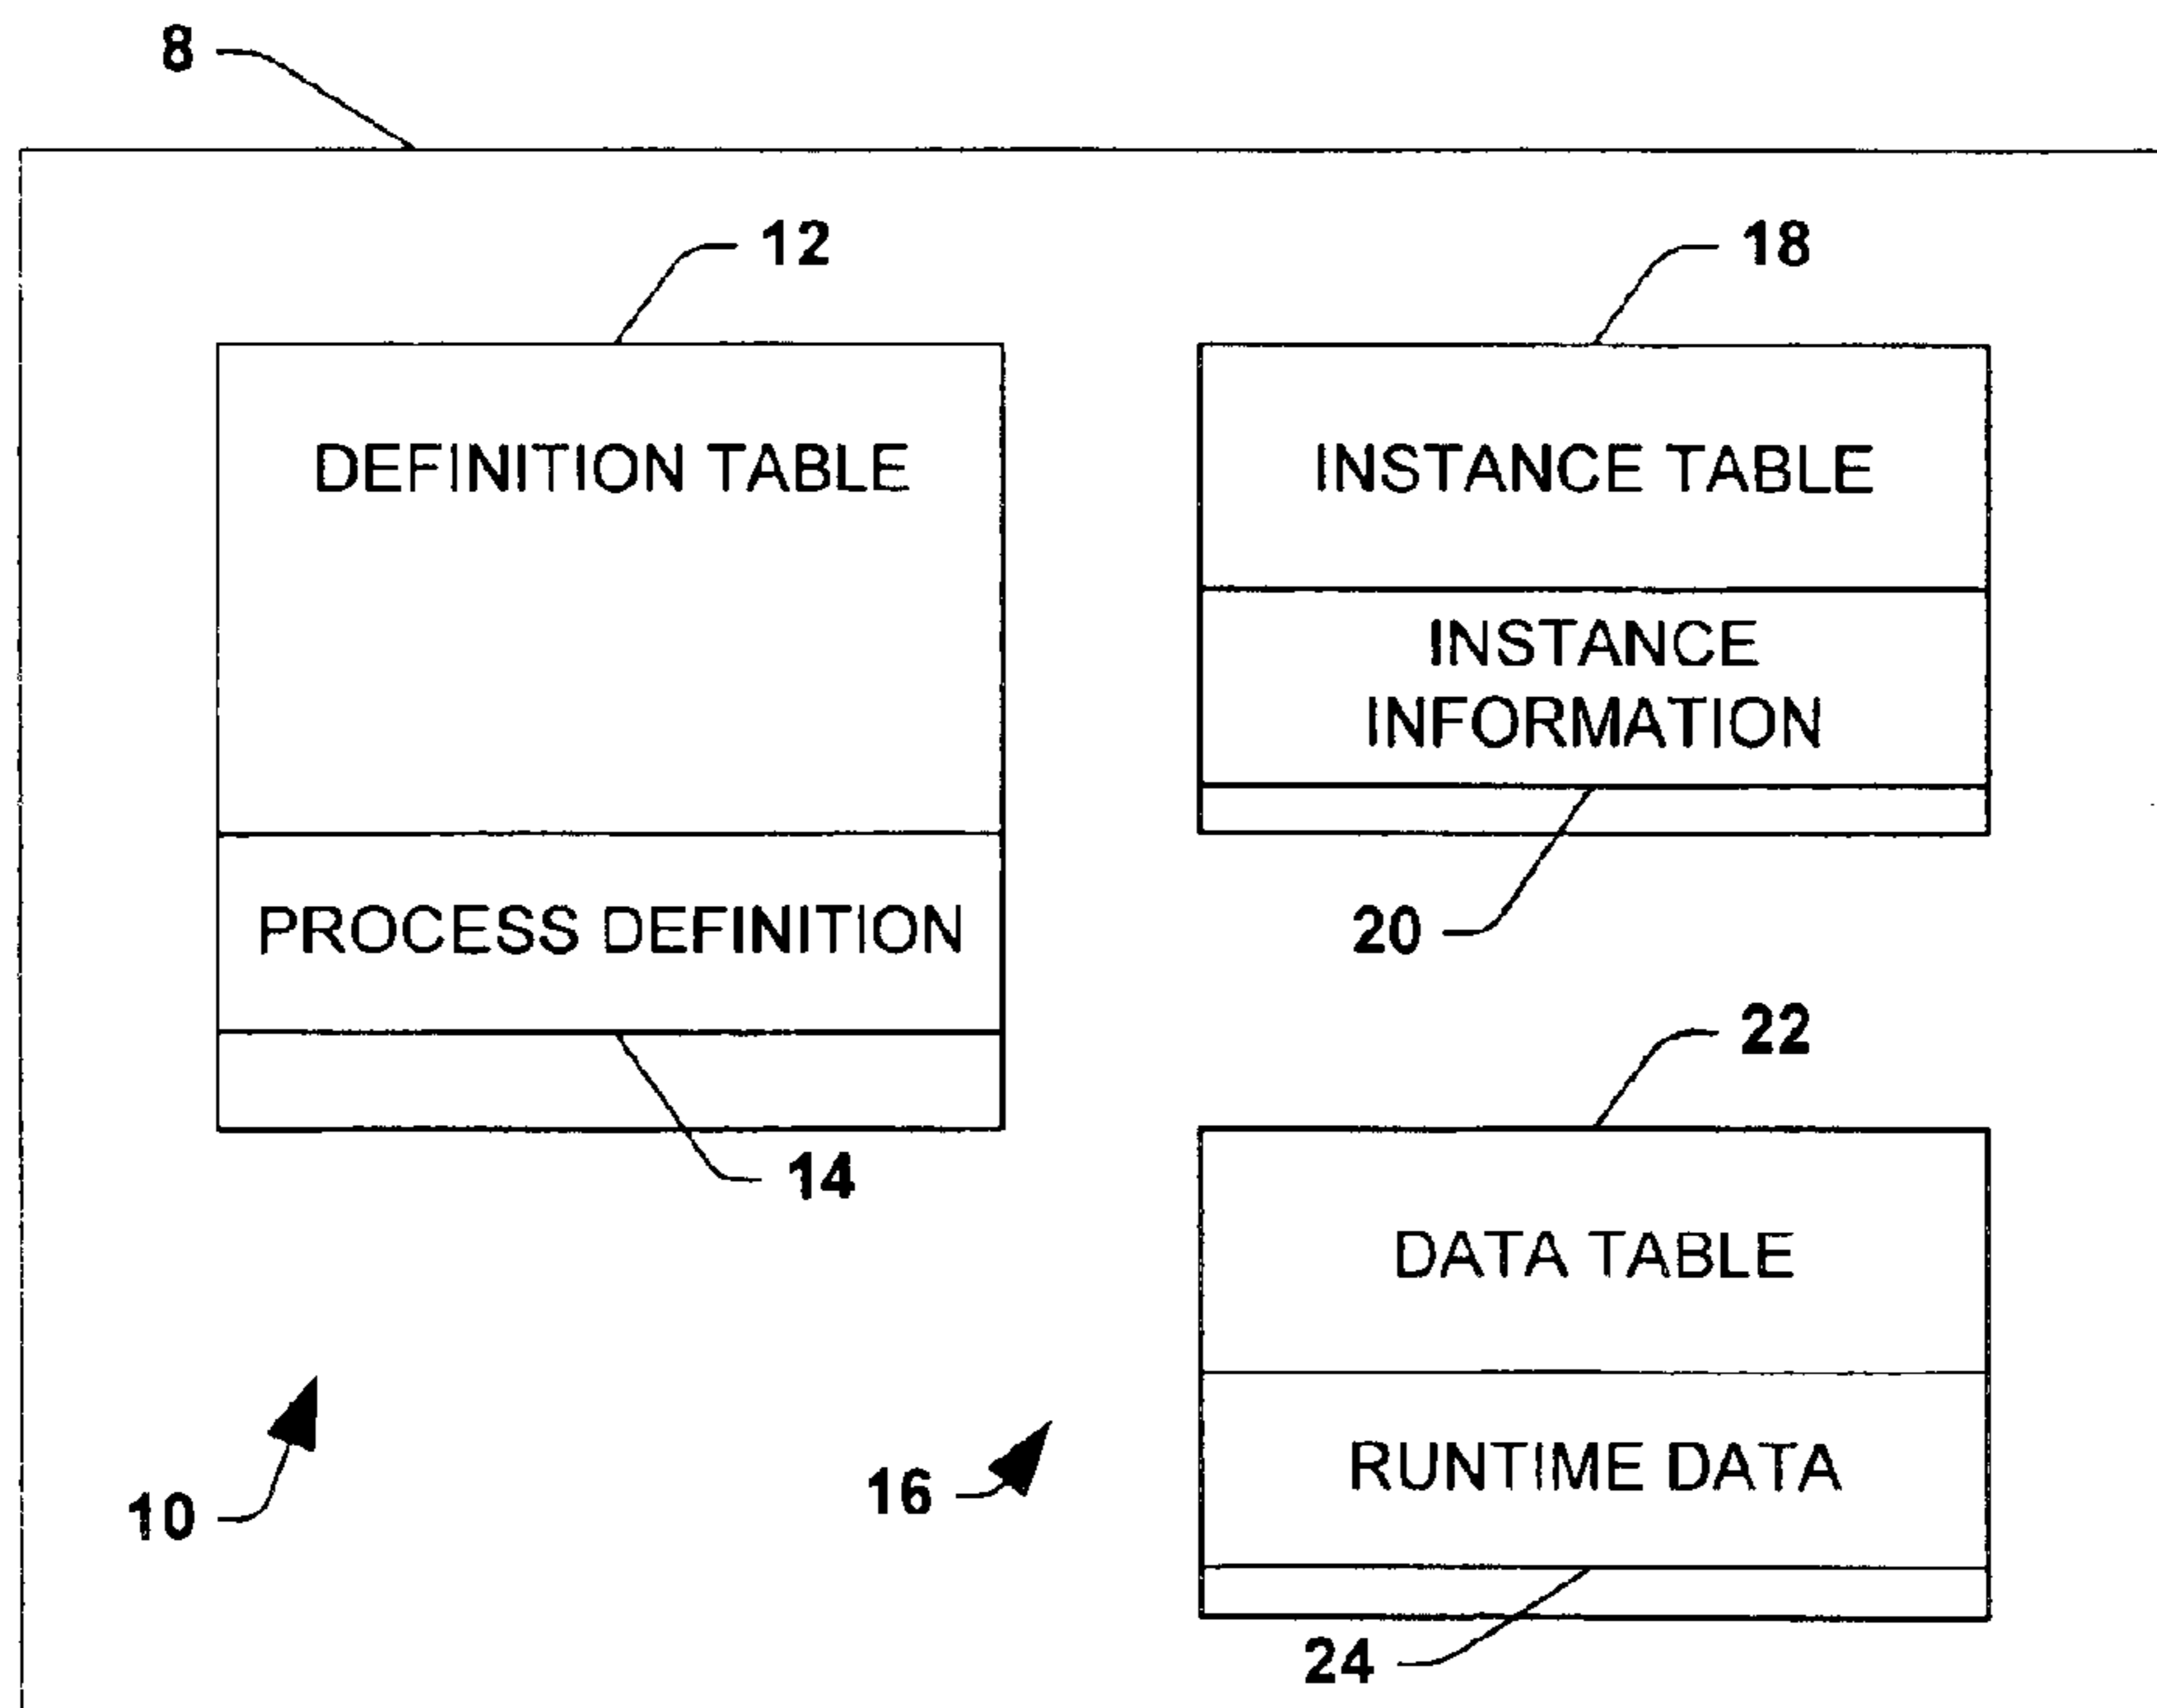 8
12
18
DEFINITION TABLE
INSTANCE TABLE
INSTANCE
INFORMATION
PROCESS DEFINITION
20
22
14
DATA TABLE
RUNTIME DATA
16
10
24